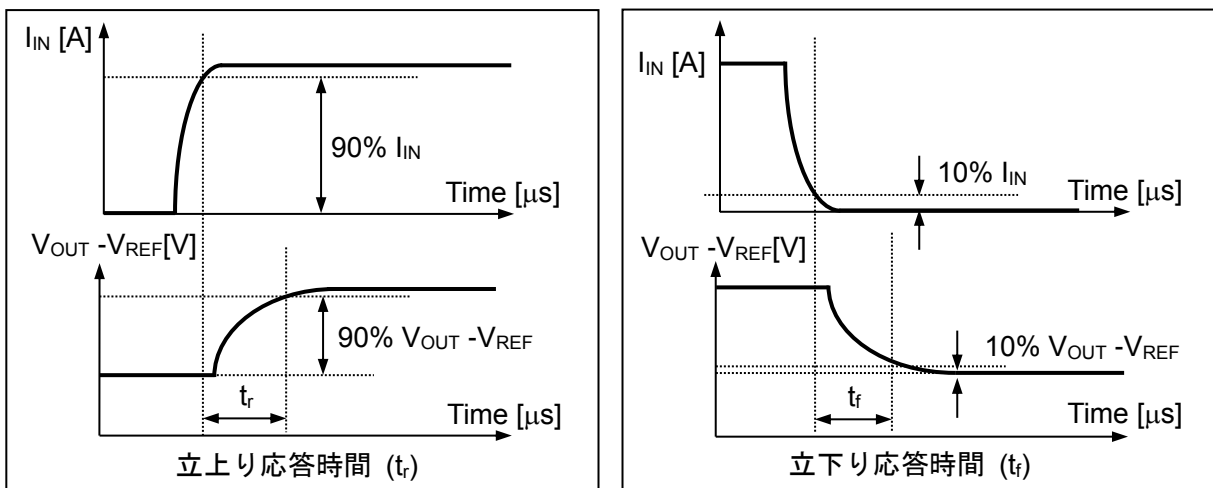 I_IN [A]
90% I_IN
Time [μs]
V_OUT -V_REF[V]
90% V_OUT -V_REF
t_r
Time [μs]
立上り応答時間 (t_r)
I_IN [A]
10% I_IN
Time [μs]
V_OUT -V_REF[V]
10% V_OUT -V_REF
t_f
Time [μs]
立下り応答時間 (t_f)